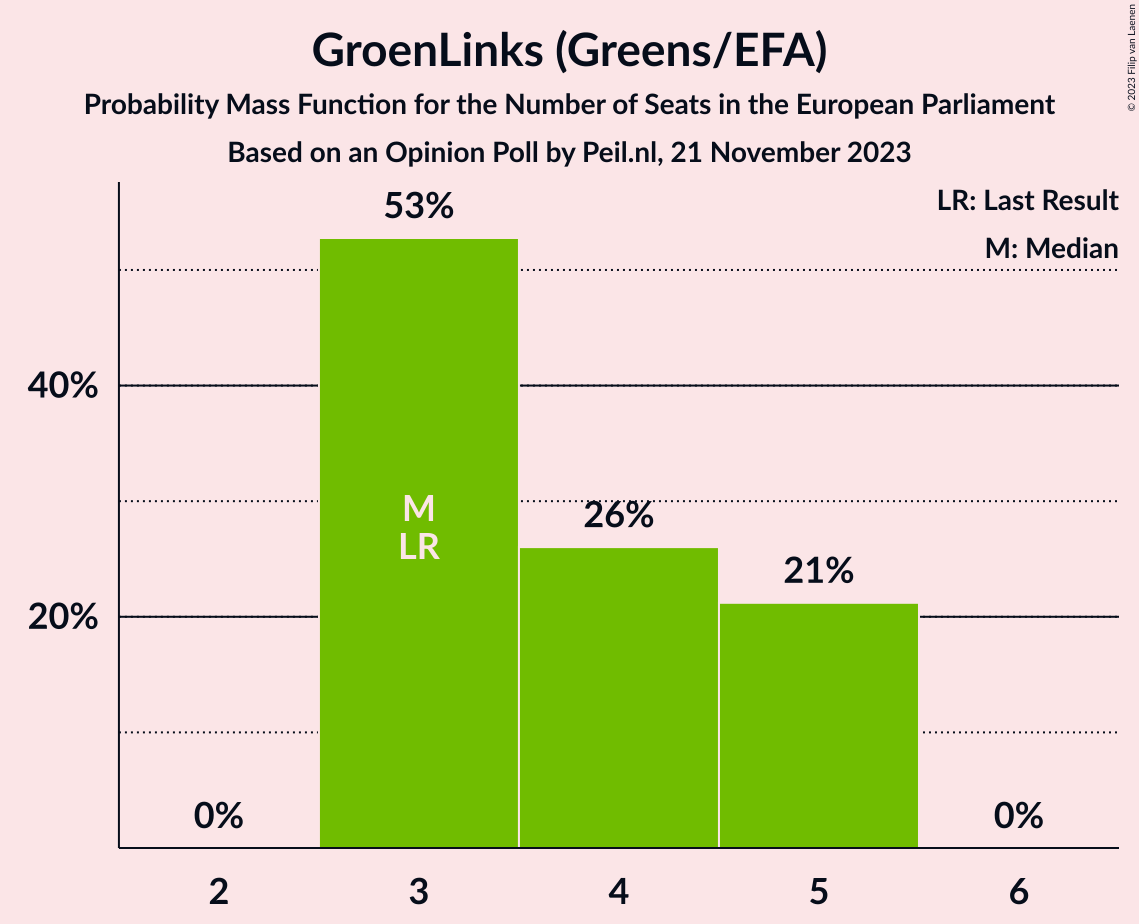 GroenLinks (Greens/EFA)
Probability Mass Function for the Number of Seats in the European Parliament
Based on an Opinion Poll by Peil.nl, 21 November 2023
© 2023 Filip van Laenen
LR: Last Result
M: Median
53%
40%
M
LR
26%
21%
20%
0%
0%
2
3
4
5
6